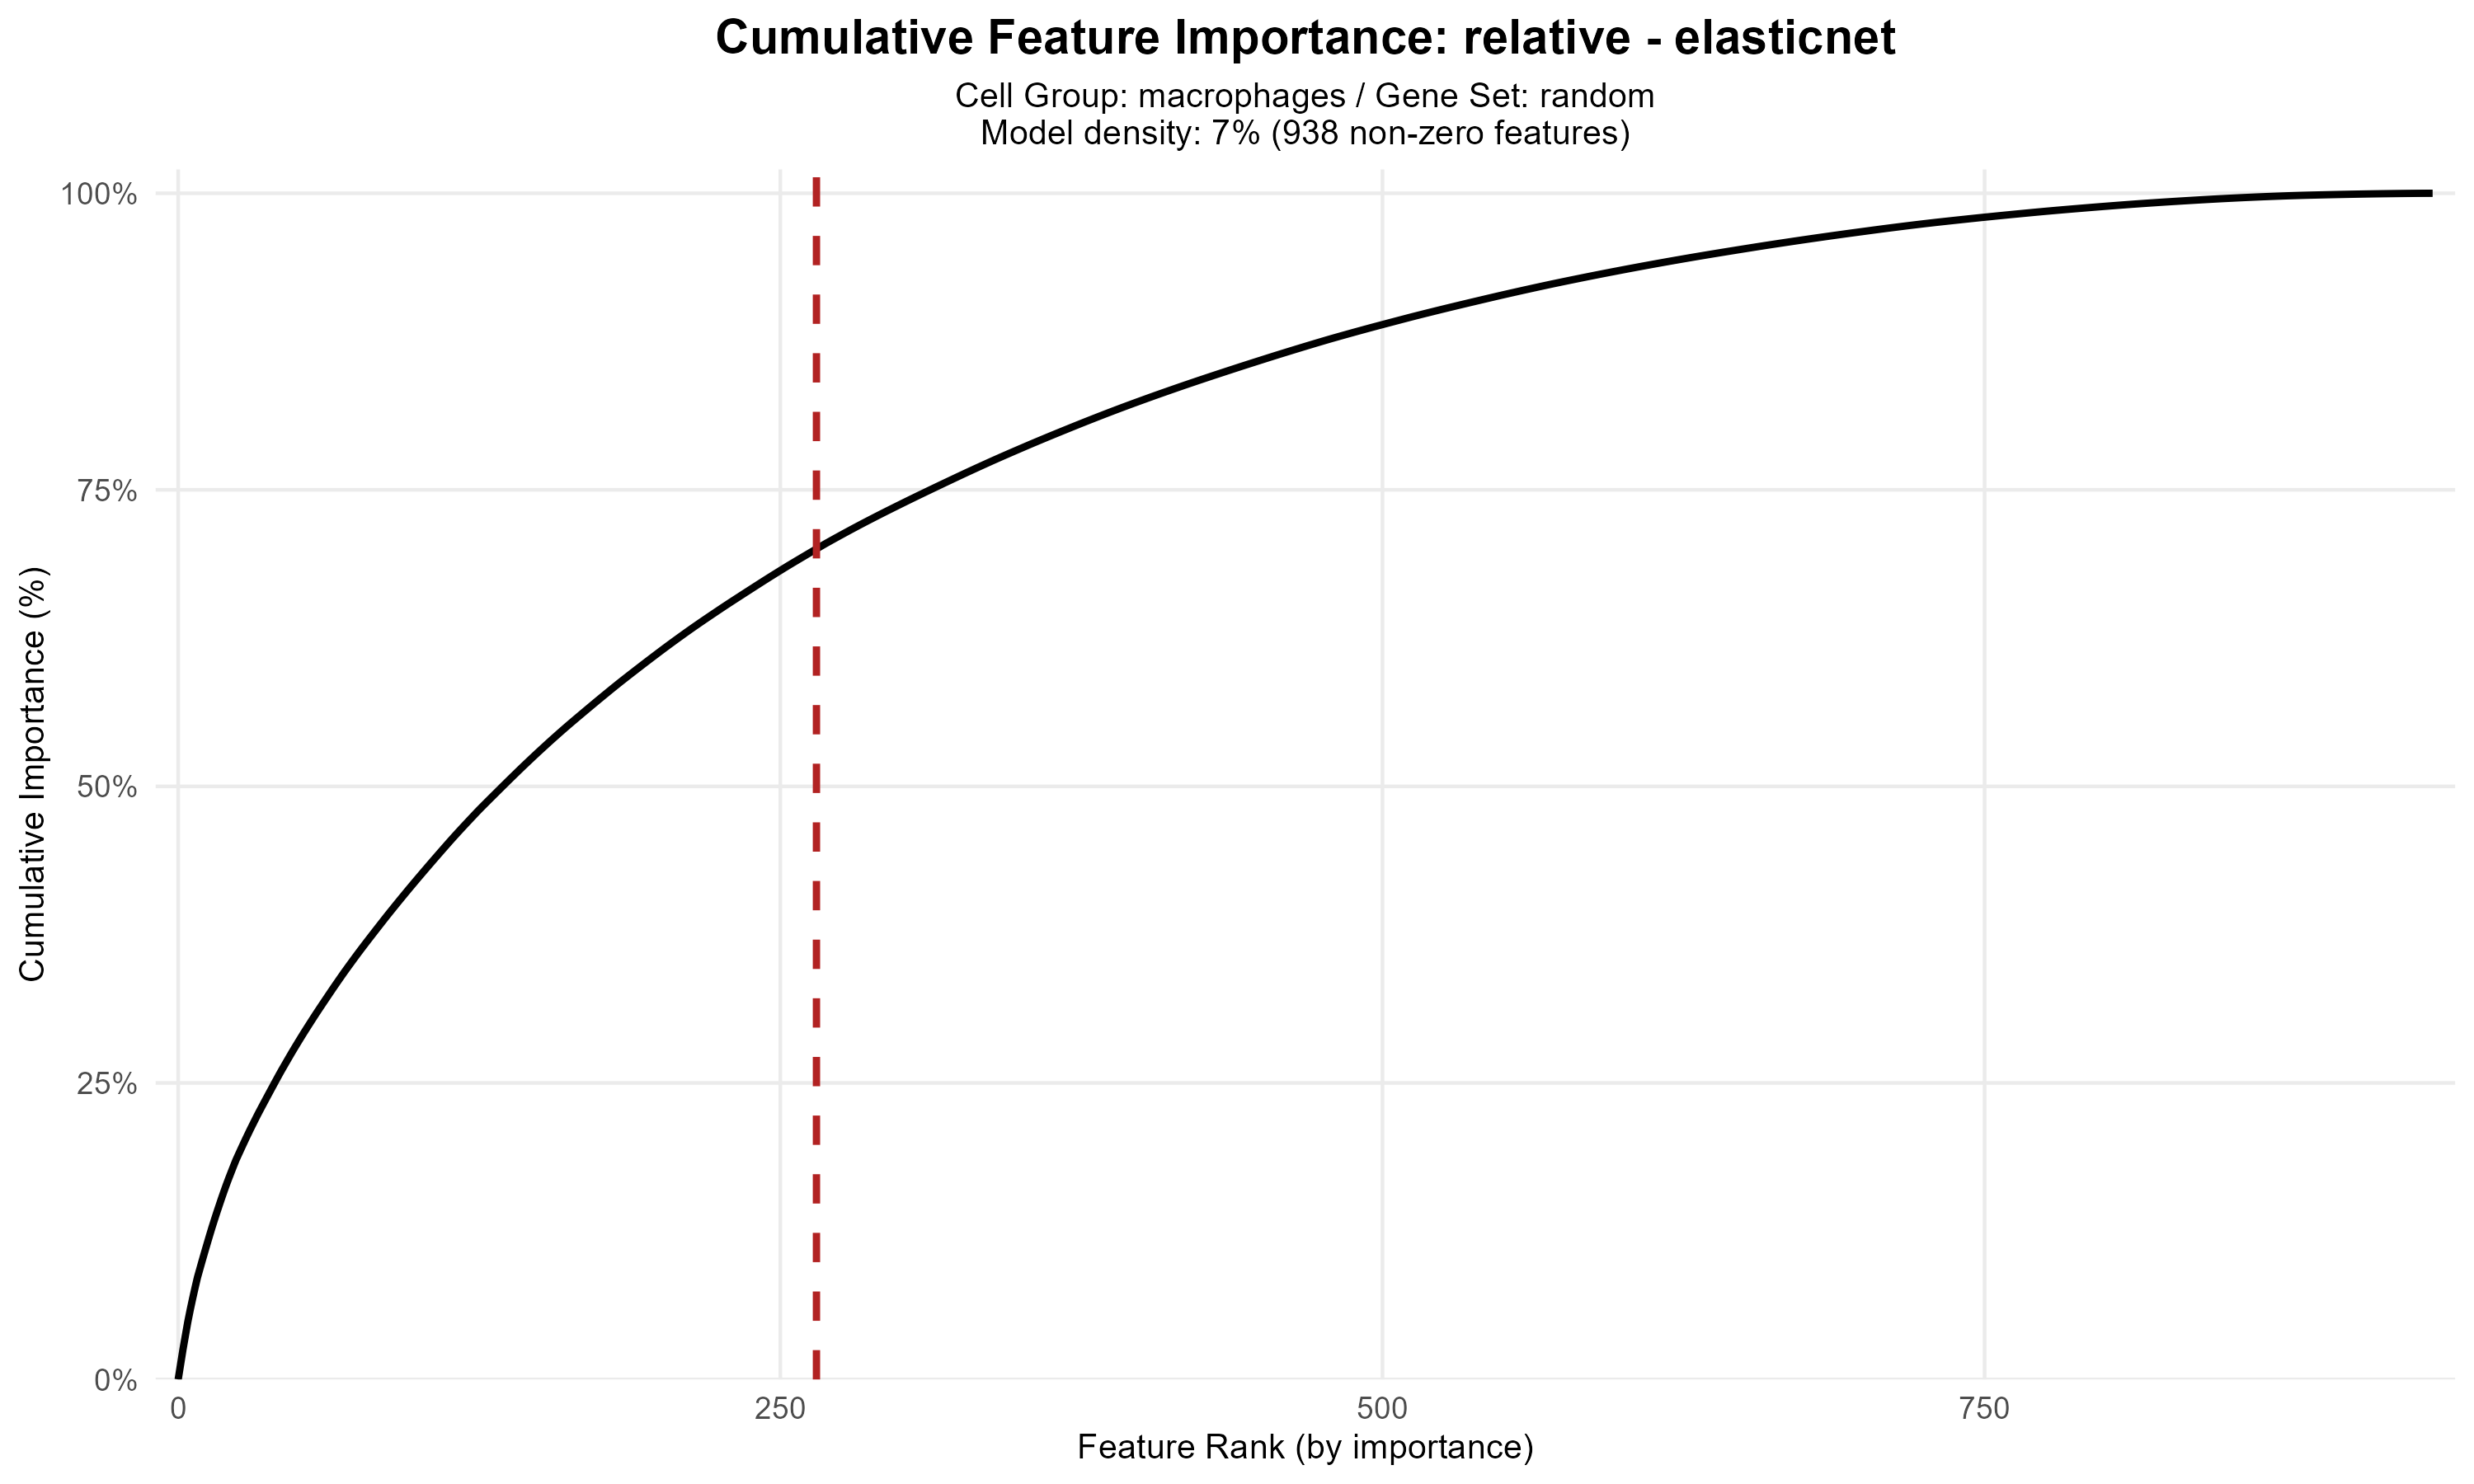 Cumulative Feature Importance: relative - elasticnet
Cell Group: macrophages / Gene Set: random
Model density: 7% (938 non-zero features)
100%
75%
50%
25%
0%
Cumulative Importance (%)
0
250
500
750
Feature Rank (by importance)